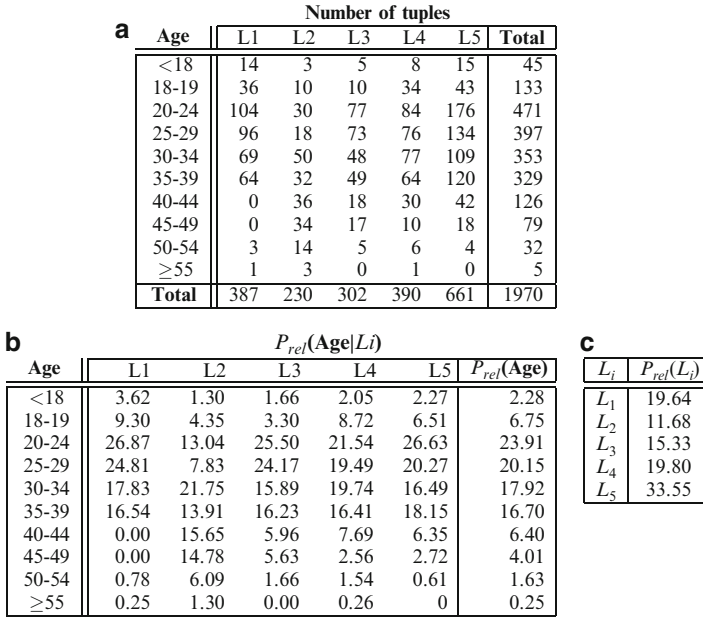 Number of tuples
a
Age L1 L2 L3 L4 L5 Total
<18 14 3 5 8 15 45
18-19 36 10 10 34 43 133
20-24 104 30 77 84 176 471
25-29 96 18 73 76 134 397
30-34 69 50 48 77 109 353
35-39 64 32 49 64 120 329
40-44 0 36 18 30 42 126
45-49 0 34 17 10 18 79
50-54 3 14 5 6 4 32
≥55 1 3 0 1 0 5
Total 387 230 302 390 661 1970
b
P_rel(Age|Li)
Age L1 L2 L3 L4 L5 P_rel(Age)
<18 3.62 1.30 1.66 2.05 2.27 2.28
18-19 9.30 4.35 3.30 8.72 6.51 6.75
20-24 26.87 13.04 25.50 21.54 26.63 23.91
25-29 24.81 7.83 24.17 19.49 20.27 20.15
30-34 17.83 21.75 15.89 19.74 16.49 17.92
35-39 16.54 13.91 16.23 16.41 18.15 16.70
40-44 0.00 15.65 5.96 7.69 6.35 6.40
45-49 0.00 14.78 5.63 2.56 2.72 4.01
50-54 0.78 6.09 1.66 1.54 0.61 1.63
≥55 0.25 1.30 0.00 0.26 0 0.25
c
L_i P_rel(L_i)
L_1 19.64
L_2 11.68
L_3 15.33
L_4 19.80
L_5 33.55